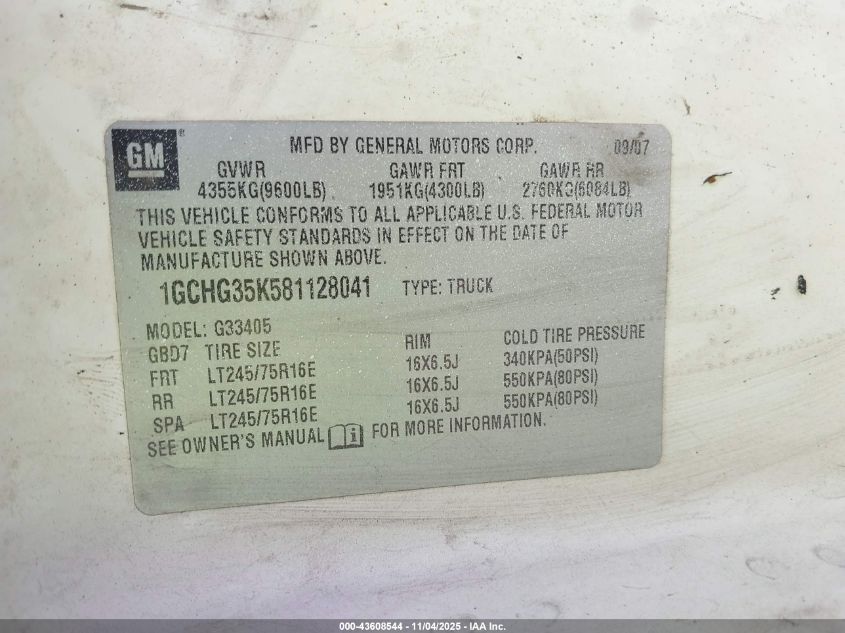 GM ®
MFD BY GENERAL MOTORS CORP. 09/07
GVWR GAWR FRT GAWR RR
4355KG(9600LB) 1951KG(4300LB) 2760KG(6084LB)
THIS VEHICLE CONFORMS TO ALL APPLICABLE U.S. FEDERAL MOTOR
VEHICLE SAFETY STANDARDS IN EFFECT ON THE DATE OF
MANUFACTURE SHOWN ABOVE.
1GCHG35K581128041 TYPE: TRUCK
MODEL: G33405
GBD7 TIRE SIZE RIM COLD TIRE PRESSURE
FRT LT245/75R16E 16X6.5J 340KPA(50PSI)
RR LT245/75R16E 16X6.5J 550KPA(80PSI)
SPA LT245/75R16E 16X6.5J 550KPA(80PSI)
SEE OWNER'S MANUAL i FOR MORE INFORMATION.
000-43608544 - 11/04/2025 - IAA Inc.